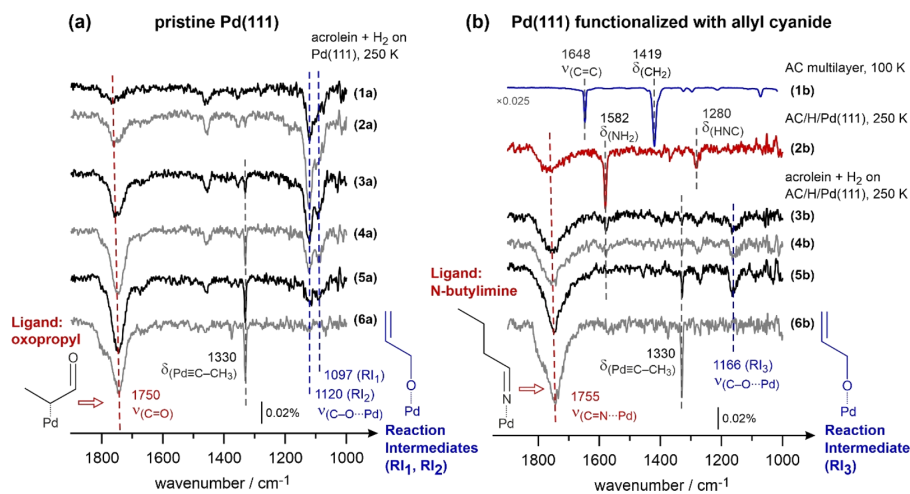 (a) pristine Pd(111)
acrolein + H2 on
Pd(111), 250 K
(1a)
(2a)
(3a)
(4a)
(5a)
(6a)
Ligand:
oxopropyl
O
Pd
1750
ν(C=O)
1330
δ(Pd≡C–CH3)
1097 (RI1)
1120 (RI2)
ν(C–O···Pd)
0.02%
O
Pd
Reaction
Intermediates
(RI1, RI2)
1800 1600 1400 1200 1000
wavenumber / cm-1
(b) Pd(111) functionalized with allyl cyanide
1648
ν(C=C)
1419
δ(CH2)
AC multilayer, 100 K
(1b)
×0.025
AC/H/Pd(111), 250 K
1582
δ(NH2)
1280
δ(HNC)
(2b)
acrolein + H2 on
AC/H/Pd(111), 250 K
(3b)
(4b)
(5b)
(6b)
Ligand:
N-butylimine
N
Pd
1755
ν(C=N···Pd)
1330
δ(Pd≡C–CH3)
1166 (RI3)
ν(C–O···Pd)
0.02%
O
Pd
Reaction
Intermediate
(RI3)
1800 1600 1400 1200 1000
wavenumber / cm-1